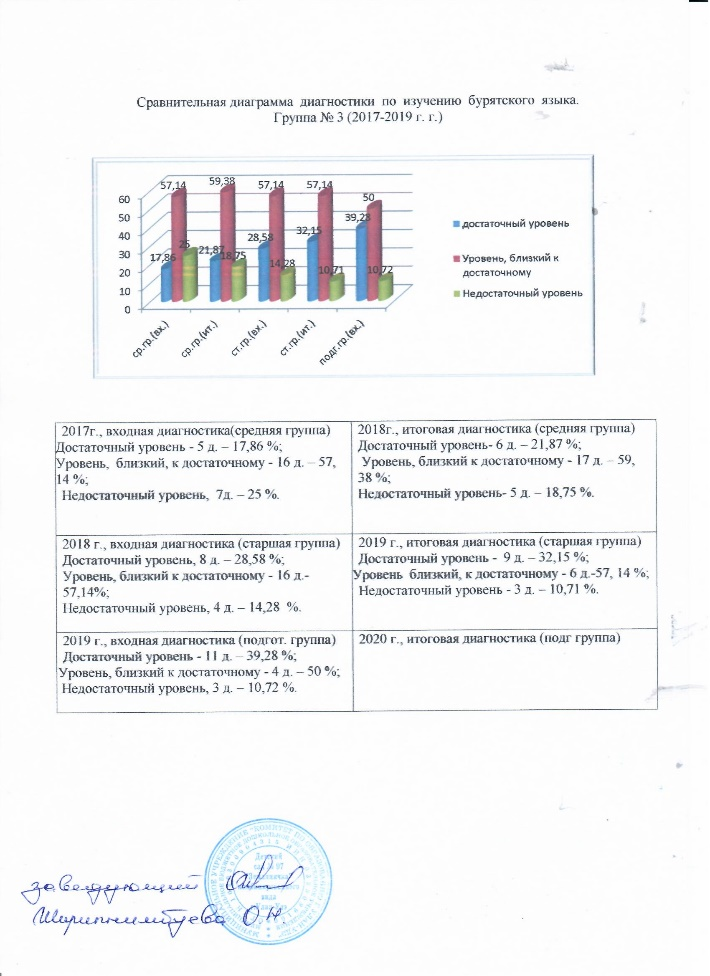 Сравнительная диаграмма диагностики по изучению бурятского языка.
Группа № 3 (2017-2019 г. г.)
60
50
40
30
20
10
0
17,86
57,14
25
21,87
59,38
18,75
28,58
57,14
14,28
32,15
57,14
10,71
39,28
50
10,72
ср.гр.(вх.)
ср.гр.(ит.)
ст.гр.(вх.)
ст.гр.(ит.)
подг.гр.(вх.)
достаточный уровень
Уровень, близкий к
достаточному
Недостаточный уровень
2017г., входная диагностика(средняя группа)
Достаточный уровень - 5 д. – 17,86 %;
Уровень, близкий, к достаточному - 16 д. – 57,
14 %;
Недостаточный уровень, 7д. – 25 %.
2018г., итоговая диагностика (средняя группа)
Достаточный уровень- 6 д. – 21,87 %;
Уровень, близкий к достаточному - 17 д. – 59,
38 %;
Недостаточный уровень- 5 д. – 18,75 %.
2018 г., входная диагностика (старшая группа)
Достаточный уровень, 8 д. – 28,58 %;
Уровень, близкий к достаточному - 16 д.-
57,14%;
Недостаточный уровень, 4 д. – 14,28 %.
2019 г., итоговая диагностика (старшая группа)
Достаточный уровень - 9 д. – 32,15 %;
Уровень близкий, к достаточному - 6 д.-57, 14 %;
Недостаточный уровень - 3 д. – 10,71 %.
2019 г., входная диагностика (подгот. группа)
Достаточный уровень - 11 д. – 39,28 %;
Уровень, близкий к достаточному - 4 д. – 50 %;
Недостаточный уровень, 3 д. – 10,72 %.
2020 г., итоговая диагностика (подг группа)
Детский
вида
заведующий
О.Н.